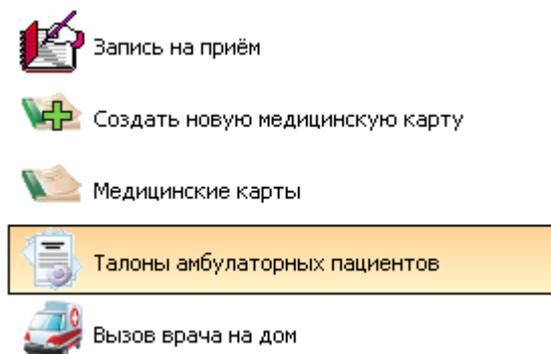 Запись на приём
Создать новую медицинскую карту
Медицинские карты
Талоны амбулаторных пациентов
Вызов врача на дом